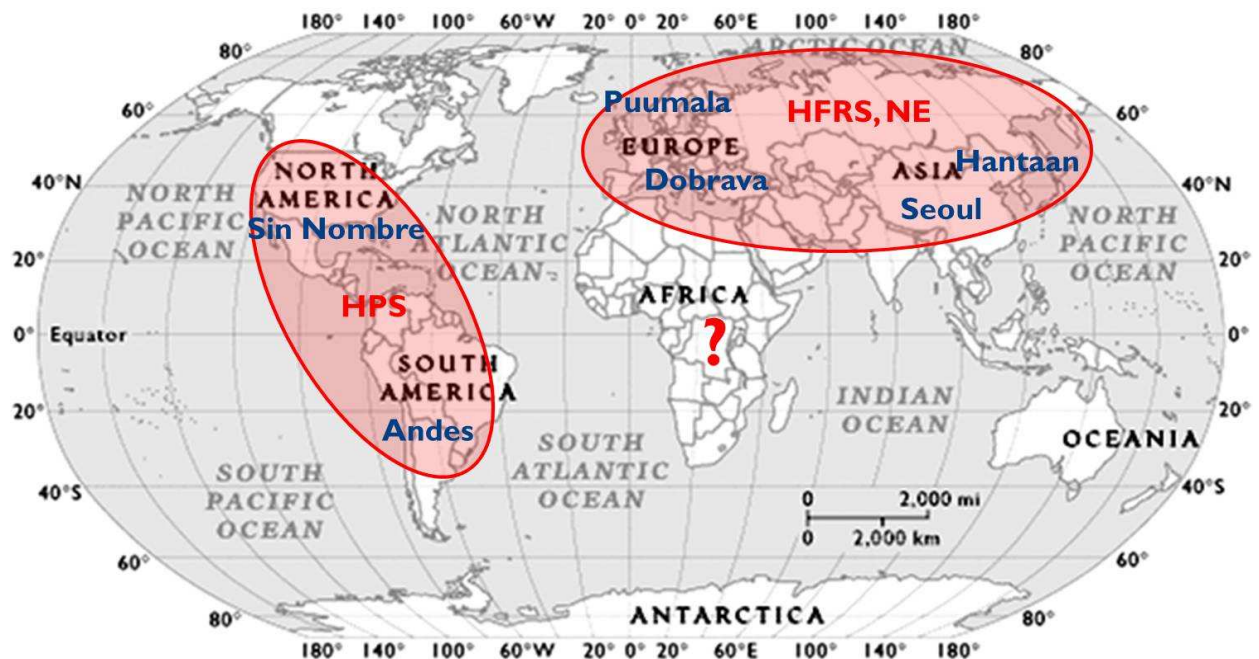 180° 140° 100° 60°W 20° 0° 20° 60°E 100° 140° 180°
ARCTIC OCEAN
80° 80°
Puumala
HFRS, NE
60° 60°
EUROPE
Hantaan
ASIA
NORTH
AMERICA
Dobrava
40°N 40°N
Seoul
NORTH
PACIFIC
OCEAN
Sin Nombre
NORTH
ATLANTIC
OCEAN
NORTH
PACIFIC
OCEAN
20° 20°
HPS
AFRICA
?
0° Equator 0°
SOUTH
AMERICA
INDIAN
OCEAN
20° 20°
Andes
OCEANIA
SOUTH
ATLANTIC
OCEAN
SOUTH
PACIFIC
OCEAN
40°S 40°S
0 2,000 mi
0 2,000 km
60° 60°
ANTARCTICA
80° 80°
180° 140° 100° 60°W 20° 0° 20° 60°E 100° 140° 180°